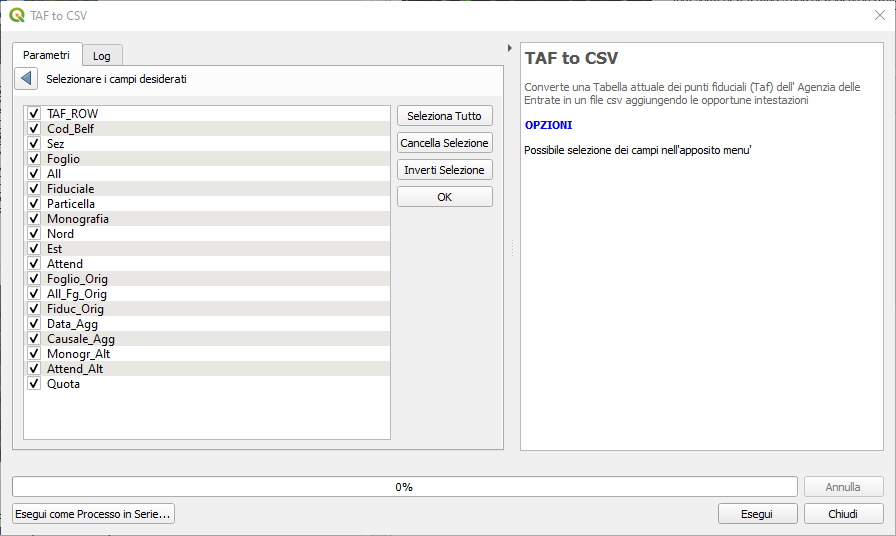 TAF to CSV
Parametri
Log
Selezionare i campi desiderati
TAF_ROW
Cod_Belf
Sez
Foglio
All
Fiduciale
Particella
Monografia
Nord
Est
Attend
Foglio_Orig
All_Fg_Orig
Fiduc_Orig
Data_Agg
Causale_Agg
Monogr_Alt
Attend_Alt
Quota
Seleziona Tutto
Cancella Selezione
Inverti Selezione
OK
TAF to CSV
Converte una Tabella attuale dei punti fiduciali (Taf) dell' Agenzia delle
Entrate in un file csv aggiungendo le opportune intestazioni
OPZIONI
Possibile selezione dei campi nell'apposito menu'
0%
Annulla
Esegui come Processo in Serie...
Esegui
Chiudi